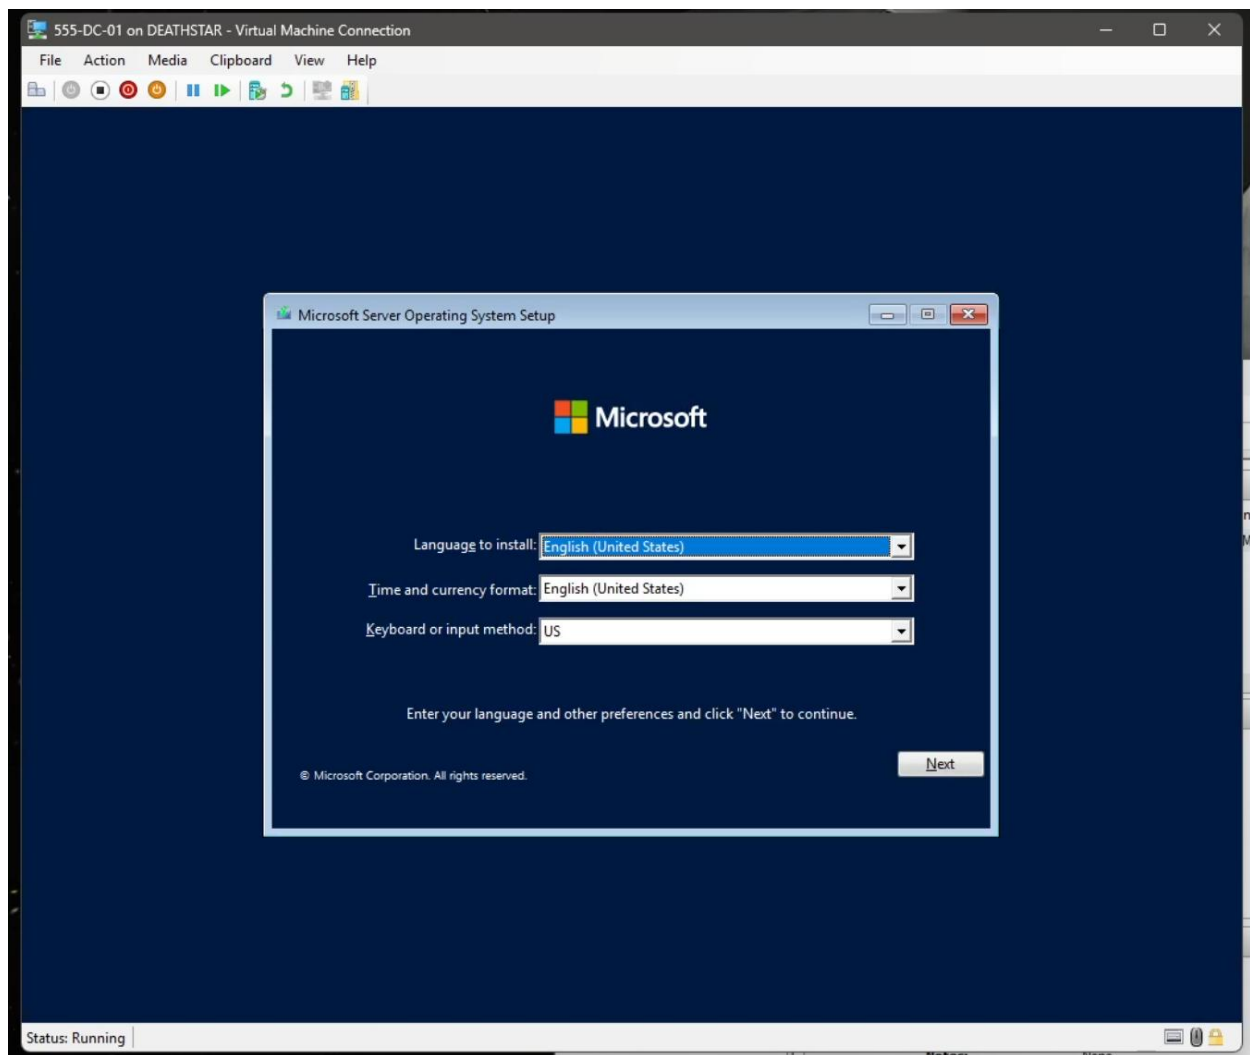 555-DC-01 on DEATHSTAR - Virtual Machine Connection
File Action Media Clipboard View Help
Microsoft Server Operating System Setup
Microsoft
Language to install: English (United States)
Time and currency format: English (United States)
Keyboard or input method: US
Enter your language and other preferences and click "Next" to continue.
Next
© Microsoft Corporation. All rights reserved.
Status: Running